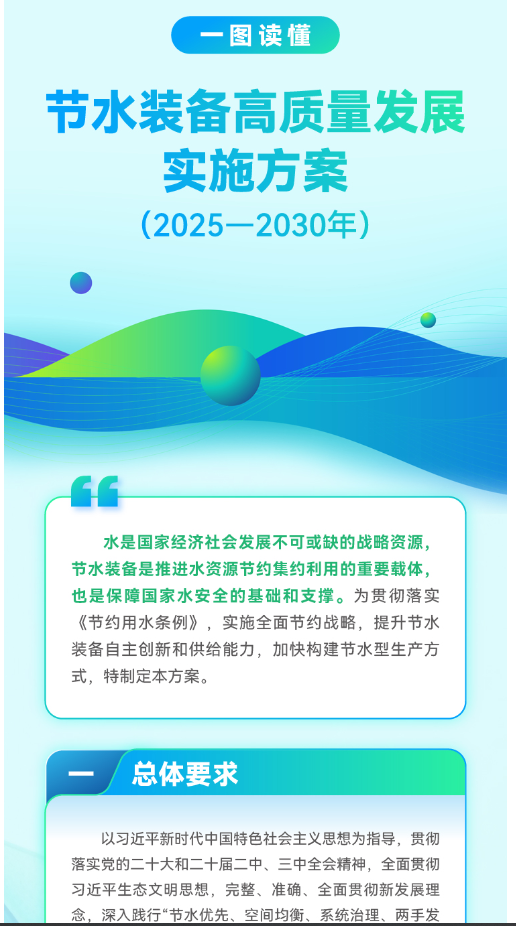 一图读懂
节水装备高质量发展
实施方案
（2025—2030年）
水是国家经济社会发展不可或缺的战略资源，
节水装备是推进水资源节约集约利用的重要载体，
也是保障国家水安全的基础和支撑。为贯彻落实
《节约用水条例》，实施全面节约战略，提升节水
装备自主创新和供给能力，加快构建节水型生产方
式，特制定本方案。
一 总体要求
以习近平新时代中国特色社会主义思想为指导，贯彻
落实党的二十大和二十届二中、三中全会精神，全面贯彻
习近平生态文明思想，完整、准确、全面贯彻新发展理
念，深入践行“节水优先、空间均衡、系统治理、两手发